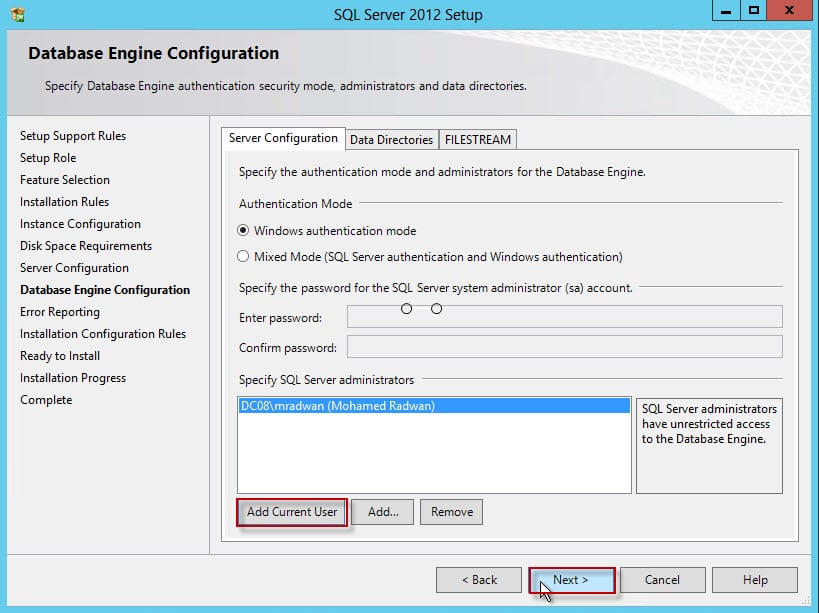 SQL Server 2012 Setup
Database Engine Configuration
Specify Database Engine authentication security mode, administrators and data directories.
Setup Support Rules
Setup Role
Feature Selection
Installation Rules
Instance Configuration
Disk Space Requirements
Server Configuration
Database Engine Configuration
Error Reporting
Installation Configuration Rules
Ready to Install
Installation Progress
Complete
Server Configuration Data Directories FILESTREAM
Specify the authentication mode and administrators for the Database Engine.
Authentication Mode
Windows authentication mode
Mixed Mode (SQL Server authentication and Windows authentication)
Specify the password for the SQL Server system administrator (sa) account.
Enter password:
Confirm password:
Specify SQL Server administrators
DC08\mradwan (Mohamed Radwan)
SQL Server administrators
have unrestricted access
to the Database Engine.
Add Current User Add... Remove
< Back Next > Cancel Help